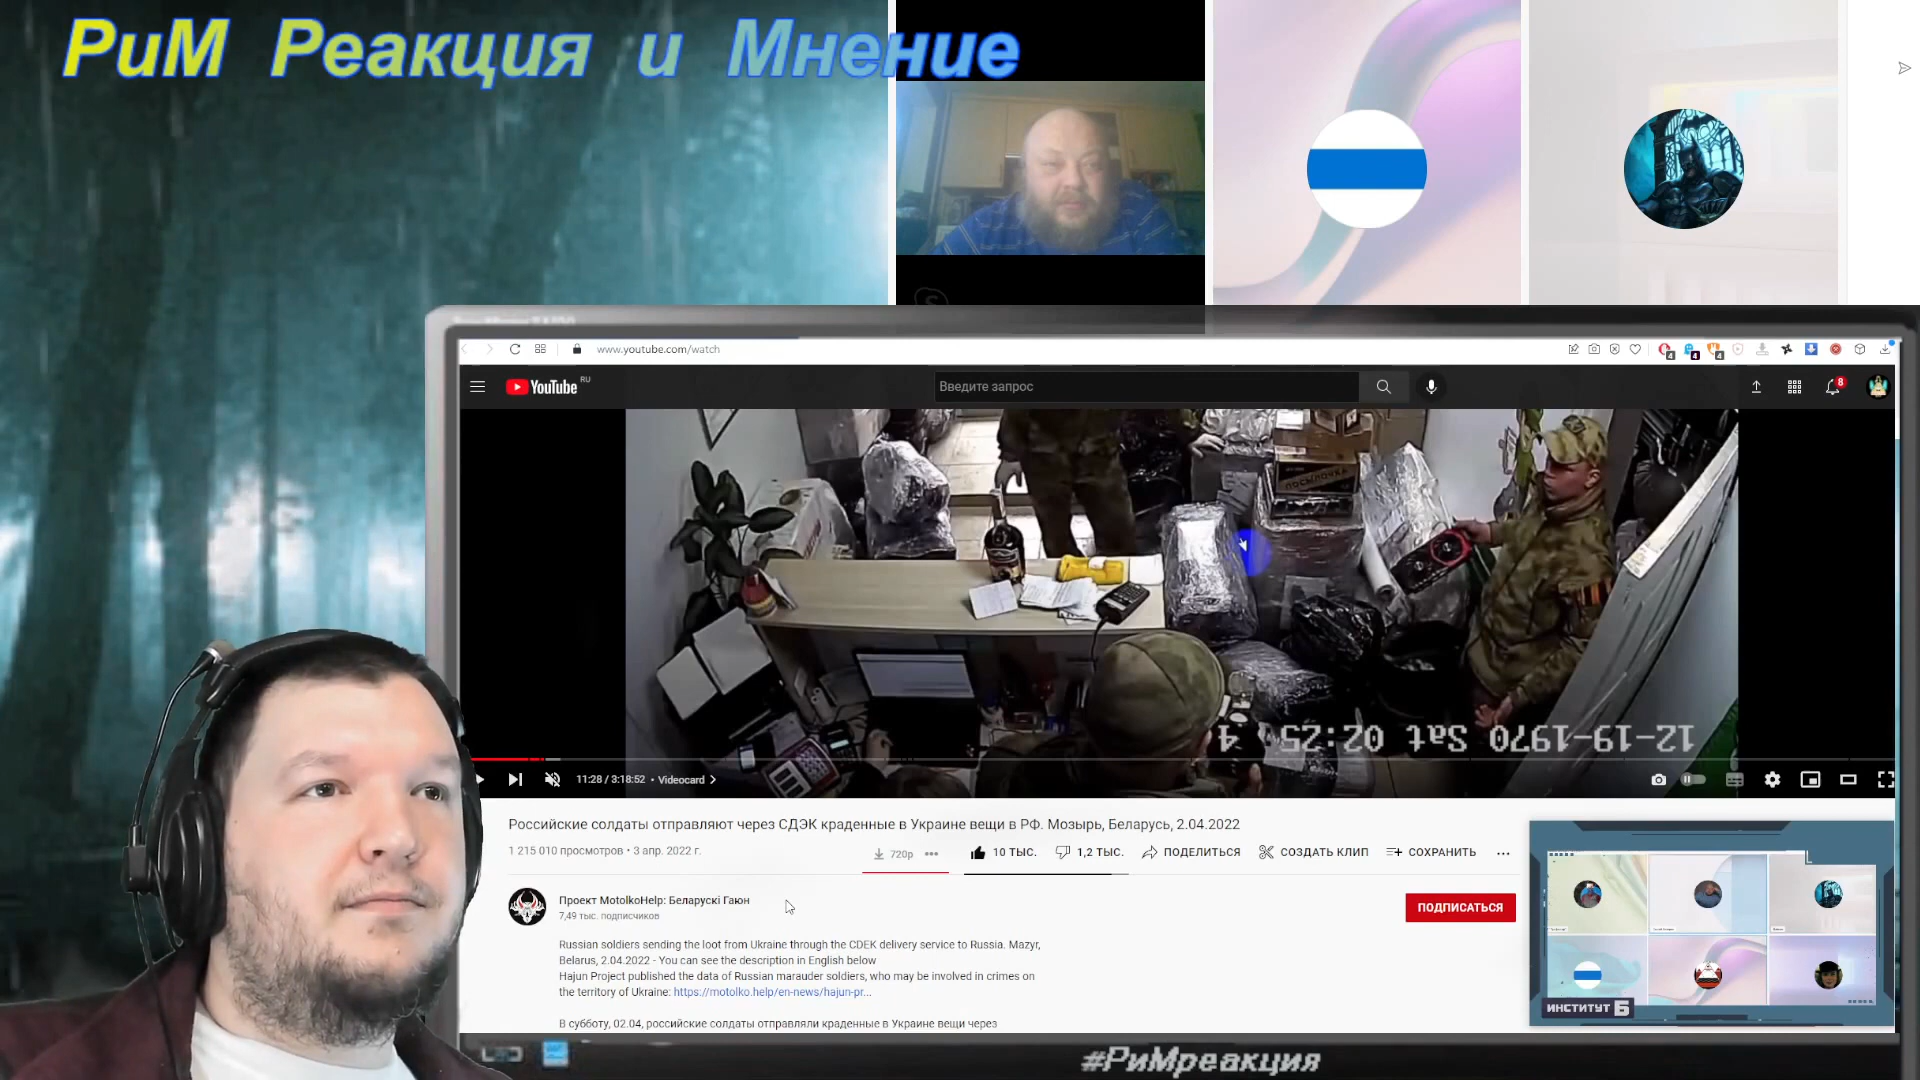 РиМ Реакция и Мнение
www.youtube.com/watch
4
4
4
YouTube RU
Введите запрос
8
ПОСЫЛОЧКА
12-19-1970 Sat 02:25
11:28 / 3:18:52 • Videocard
Российские солдаты отправляют через СДЭК краденные в Украине вещи в РФ. Мозырь, Беларусь, 2.04.2022
1 215 010 просмотров • 3 апр. 2022 г.
720p
10 ТЫС.
1,2 ТЫС.
ПОДЕЛИТЬСЯ
СОЗДАТЬ КЛИП
СОХРАНИТЬ
Проект MotolkoHelp: Беларускі Гаюн
7,49 тыс. подписчиков
ПОДПИСАТЬСЯ
Russian soldiers sending the loot from Ukraine through the CDEK delivery service to Russia. Mazyr,
Belarus, 2.04.2022 - You can see the description in English below
Hajun Project published the data of Russian marauder soldiers, who may be involved in crimes on
the territory of Ukraine: https://motolko.help/en-news/hajun-pr...
В субботу, 02.04, российские солдаты отправляли краденные в Украине вещи через
ИНСТИТУТ Б
#РиМреакция